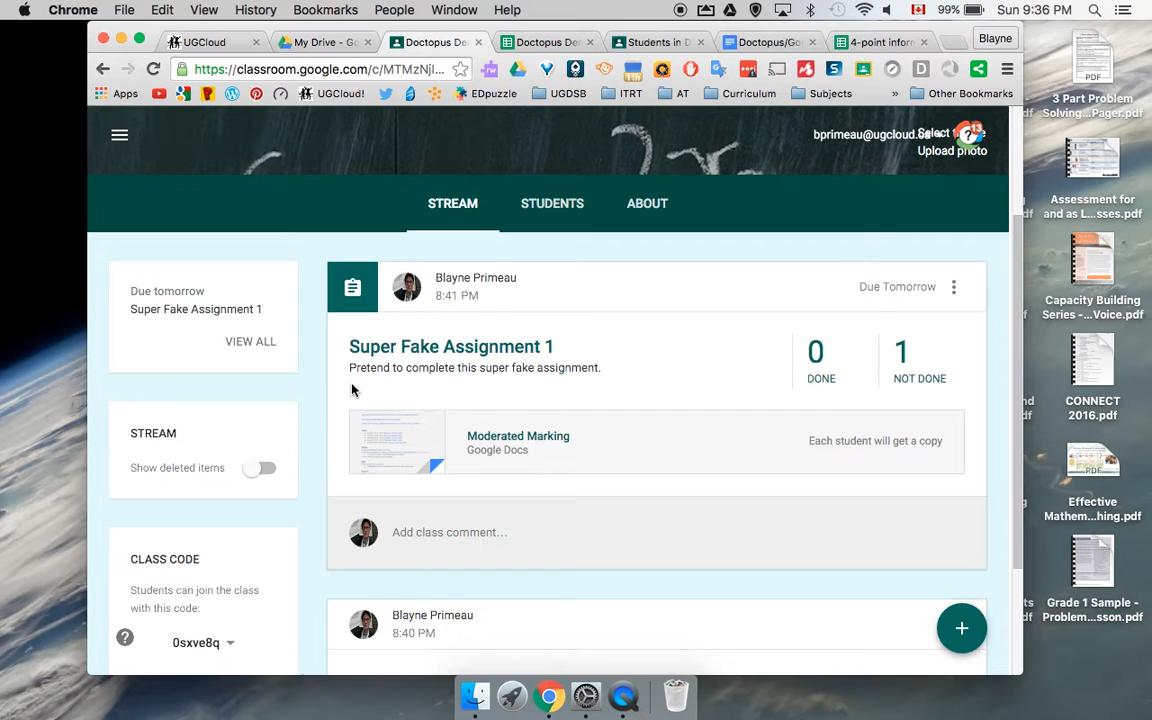 Chrome File Edit View History Bookmarks People Window Help 99% Sun 9:36 PM
UGCloud My Drive - Go Doctopus De Doctopus De Students in D Doctopus/Go 4-point infor Blayne
https://classroom.google.com/c/MTMzNjI...
Apps UGCloud! EDpuzzle UGDSB ITRT AT Curriculum Subjects » Other Bookmarks
bprimeau@ugcloud.ca
Select
Upload photo
13
STREAM STUDENTS ABOUT
Due tomorrow
Super Fake Assignment 1
VIEW ALL
STREAM
Show deleted items
CLASS CODE
Students can join the class
with this code:
0sxve8q
Blayne Primeau
8:41 PM
Due Tomorrow
Super Fake Assignment 1
Pretend to complete this super fake assignment.
0
DONE
1
NOT DONE
Moderated Marking
Google Docs
Each student will get a copy
Add class comment...
Blayne Primeau
8:40 PM
PDF
3 Part Problem
Solving...Pager.pdf
Assessment for
and as L...sses.pdf
Capacity Building
Series -...Voice.pdf
CONNECT
2016.pdf
PDF
Effective
Mathem...hing.pdf
Grade 1 Sample -
Problem...sson.pdf